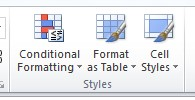 Conditional Format Cell
Formatting as Table Styles
Styles